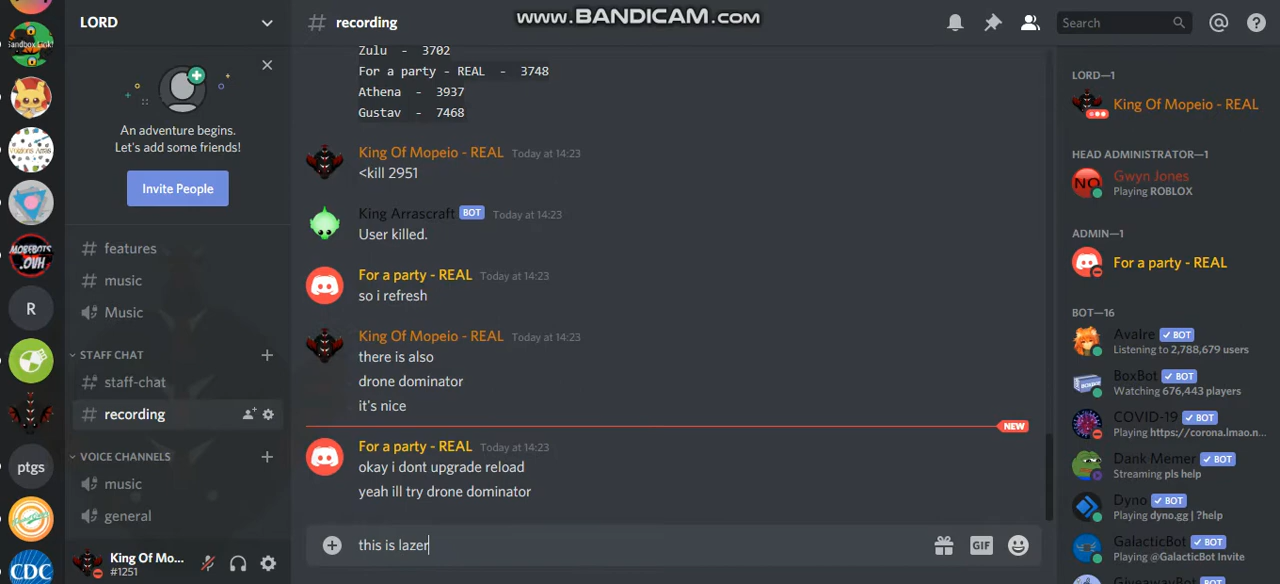 www.BANDICAM.com
LORD
# recording
Search
An adventure begins.
Let's add some friends!
Invite People
# features
# music
Music
STAFF CHAT
# staff-chat
# recording
VOICE CHANNELS
# music
general
King Of Mo...
#1251
Sandbox Link!
MOREBOTS
.OVH
R
ptgs
CDC
Zulu - 3702
For a party - REAL - 3748
Athena - 3937
Gustav - 7468
King Of Mopeio - REAL Today at 14:23
<kill 2951
King Arrascraft BOT Today at 14:23
User killed.
For a party - REAL Today at 14:23
so i refresh
King Of Mopeio - REAL Today at 14:23
there is also
drone dominator
it's nice
NEW
For a party - REAL Today at 14:23
okay i dont upgrade reload
yeah ill try drone dominator
this is lazer
GIF
LORD—1
King Of Mopeio - REAL
HEAD ADMINISTRATOR—1
NO
Gwyn Jones
Playing ROBLOX
ADMIN—1
For a party - REAL
BOT—16
Avalre ✓ BOT
Listening to 2,788,679 users
BoxBot ✓ BOT
Watching 676,443 players
COVID-19 ✓ BOT
Playing https://corona.lmao.n...
Dank Memer ✓ BOT
Streaming pls help
Dyno ✓ BOT
Playing dyno.gg | ?help
GalacticBot ✓ BOT
Playing @GalacticBot Invite
GiveawayBot BOT